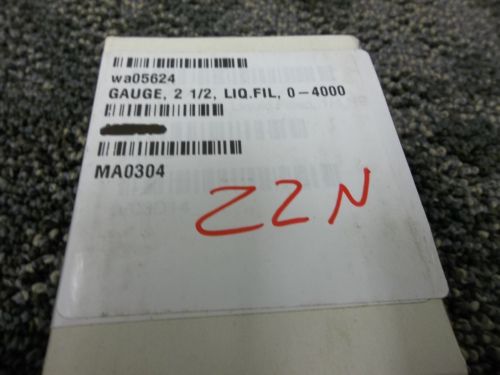 wa05624
GAUGE, 2 1/2, LIQ.FIL, 0-4000
MA0304
ZZN